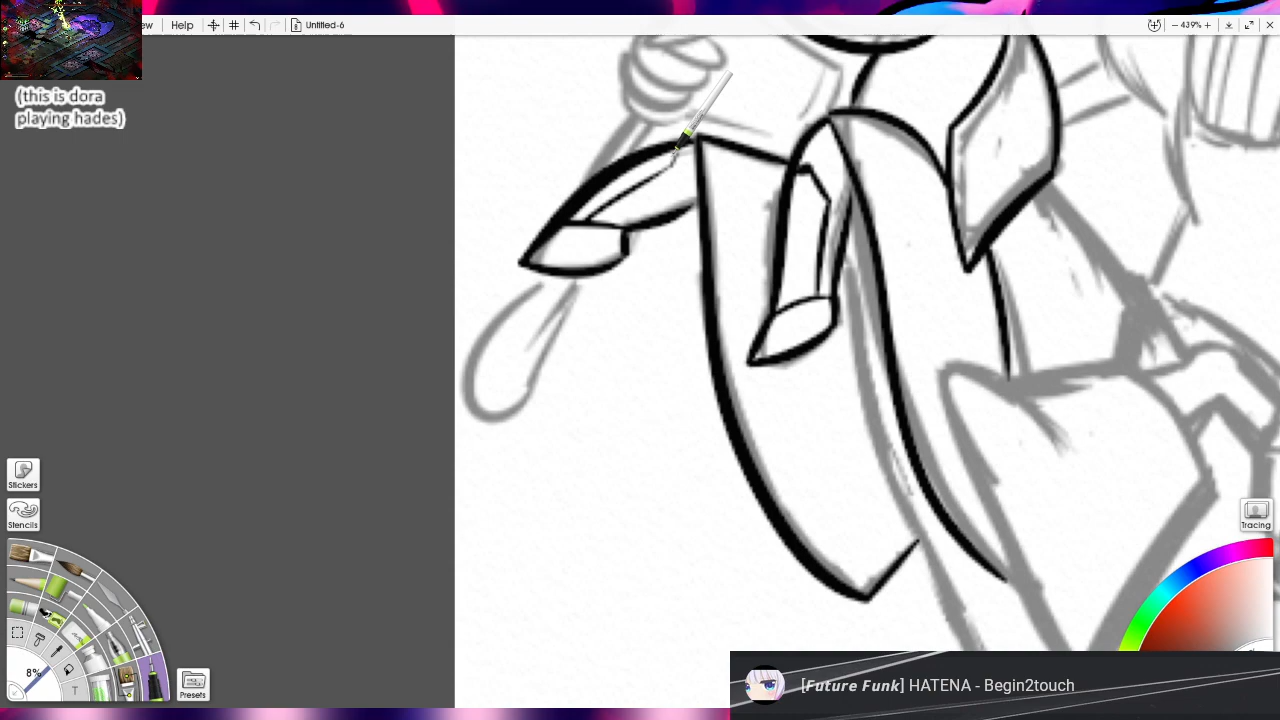 ew Help Untitled-6 439%
(this is dora
playing hades)
Stickers
Stencils
Tracing
8%
T
Presets
[Future Funk] HATENA - Begin2touch